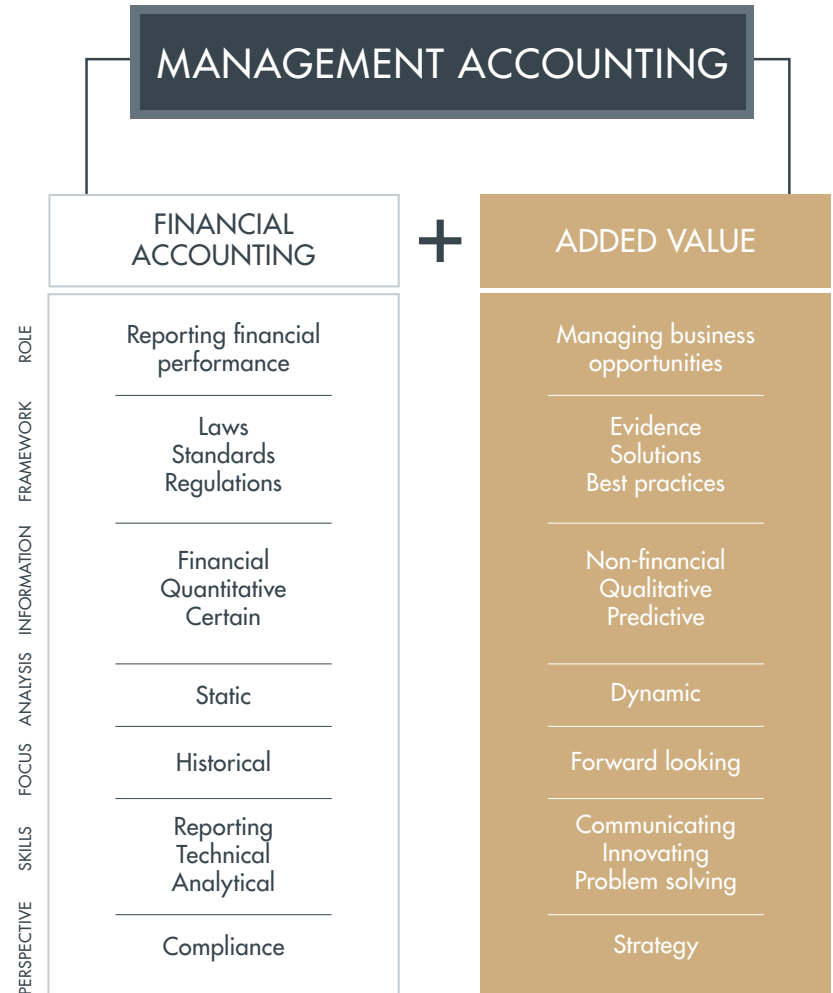 MANAGEMENT ACCOUNTING
FINANCIAL
ACCOUNTING
+
ADDED VALUE
ROLE
Reporting financial
performance
Managing business
opportunities
FRAMEWORK
Laws
Standards
Regulations
Evidence
Solutions
Best practices
INFORMATION
Financial
Quantitative
Certain
Non-financial
Qualitative
Predictive
ANALYSIS
Static
Dynamic
FOCUS
Historical
Forward looking
SKILLS
Reporting
Technical
Analytical
Communicating
Innovating
Problem solving
PERSPECTIVE
Compliance
Strategy